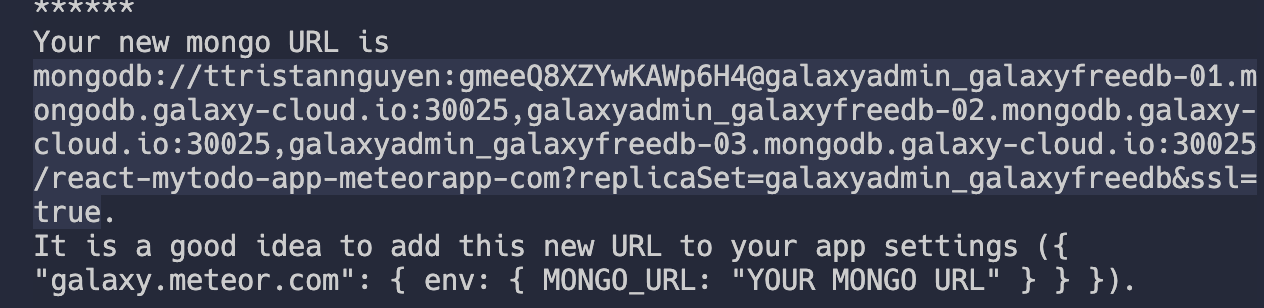 ******
Your new mongo URL is
mongodb://ttristannguyen:gmeeQ8XZYwKAWp6H4@galaxyadmin_galaxyfreedb-01.m
ongodb.galaxy-cloud.io:30025,galaxyadmin_galaxyfreedb-02.mongodb.galaxy-
cloud.io:30025,galaxyadmin_galaxyfreedb-03.mongodb.galaxy-cloud.io:30025
/react-mytodo-app-meteorapp-com?replicaSet=galaxyadmin_galaxyfreedb&ssl=
true.
It is a good idea to add this new URL to your app settings ({
"galaxy.meteor.com": { env: { MONGO_URL: "YOUR MONGO URL" } } }).